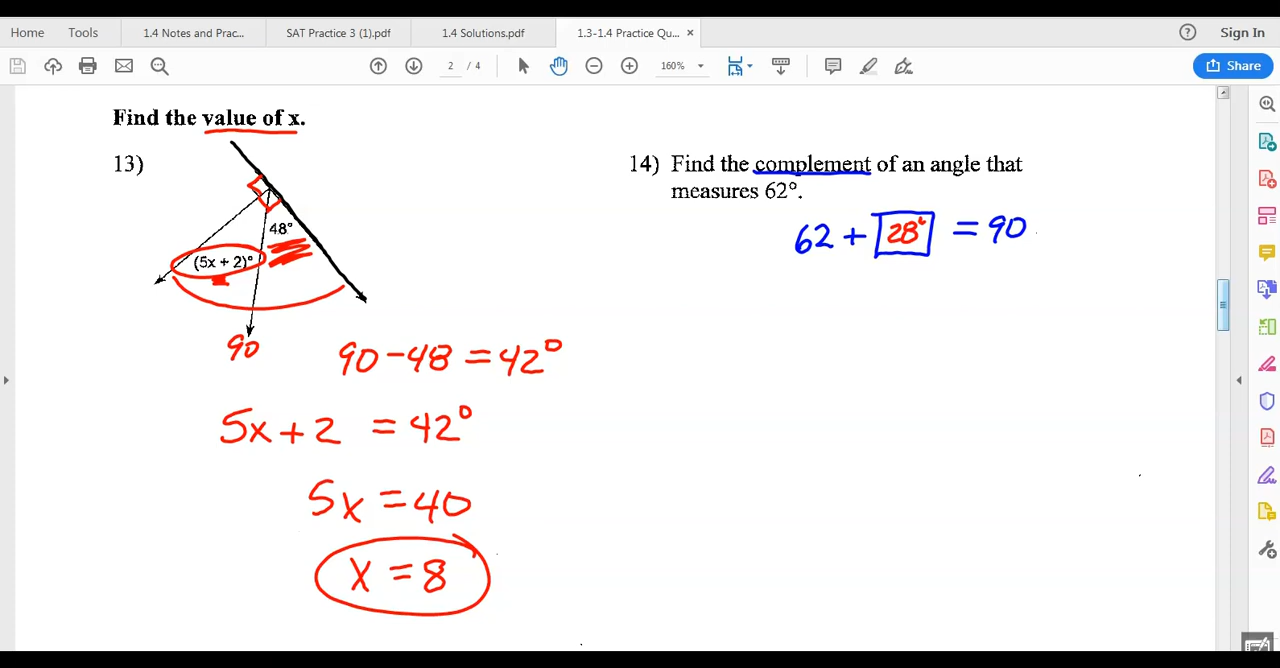 Home Tools 1.4 Notes and Prac... SAT Practice 3 (1).pdf 1.4 Solutions.pdf 1.3-1.4 Practice Qu... × ? Sign In
2 / 4 160% Share
Find the value of x.
13)
48°
(5x + 2)°
90
90-48 = 42°
5x+2 = 42°
5x = 40
x = 8
14) Find the complement of an angle that
measures 62°.
62 + 28° = 90